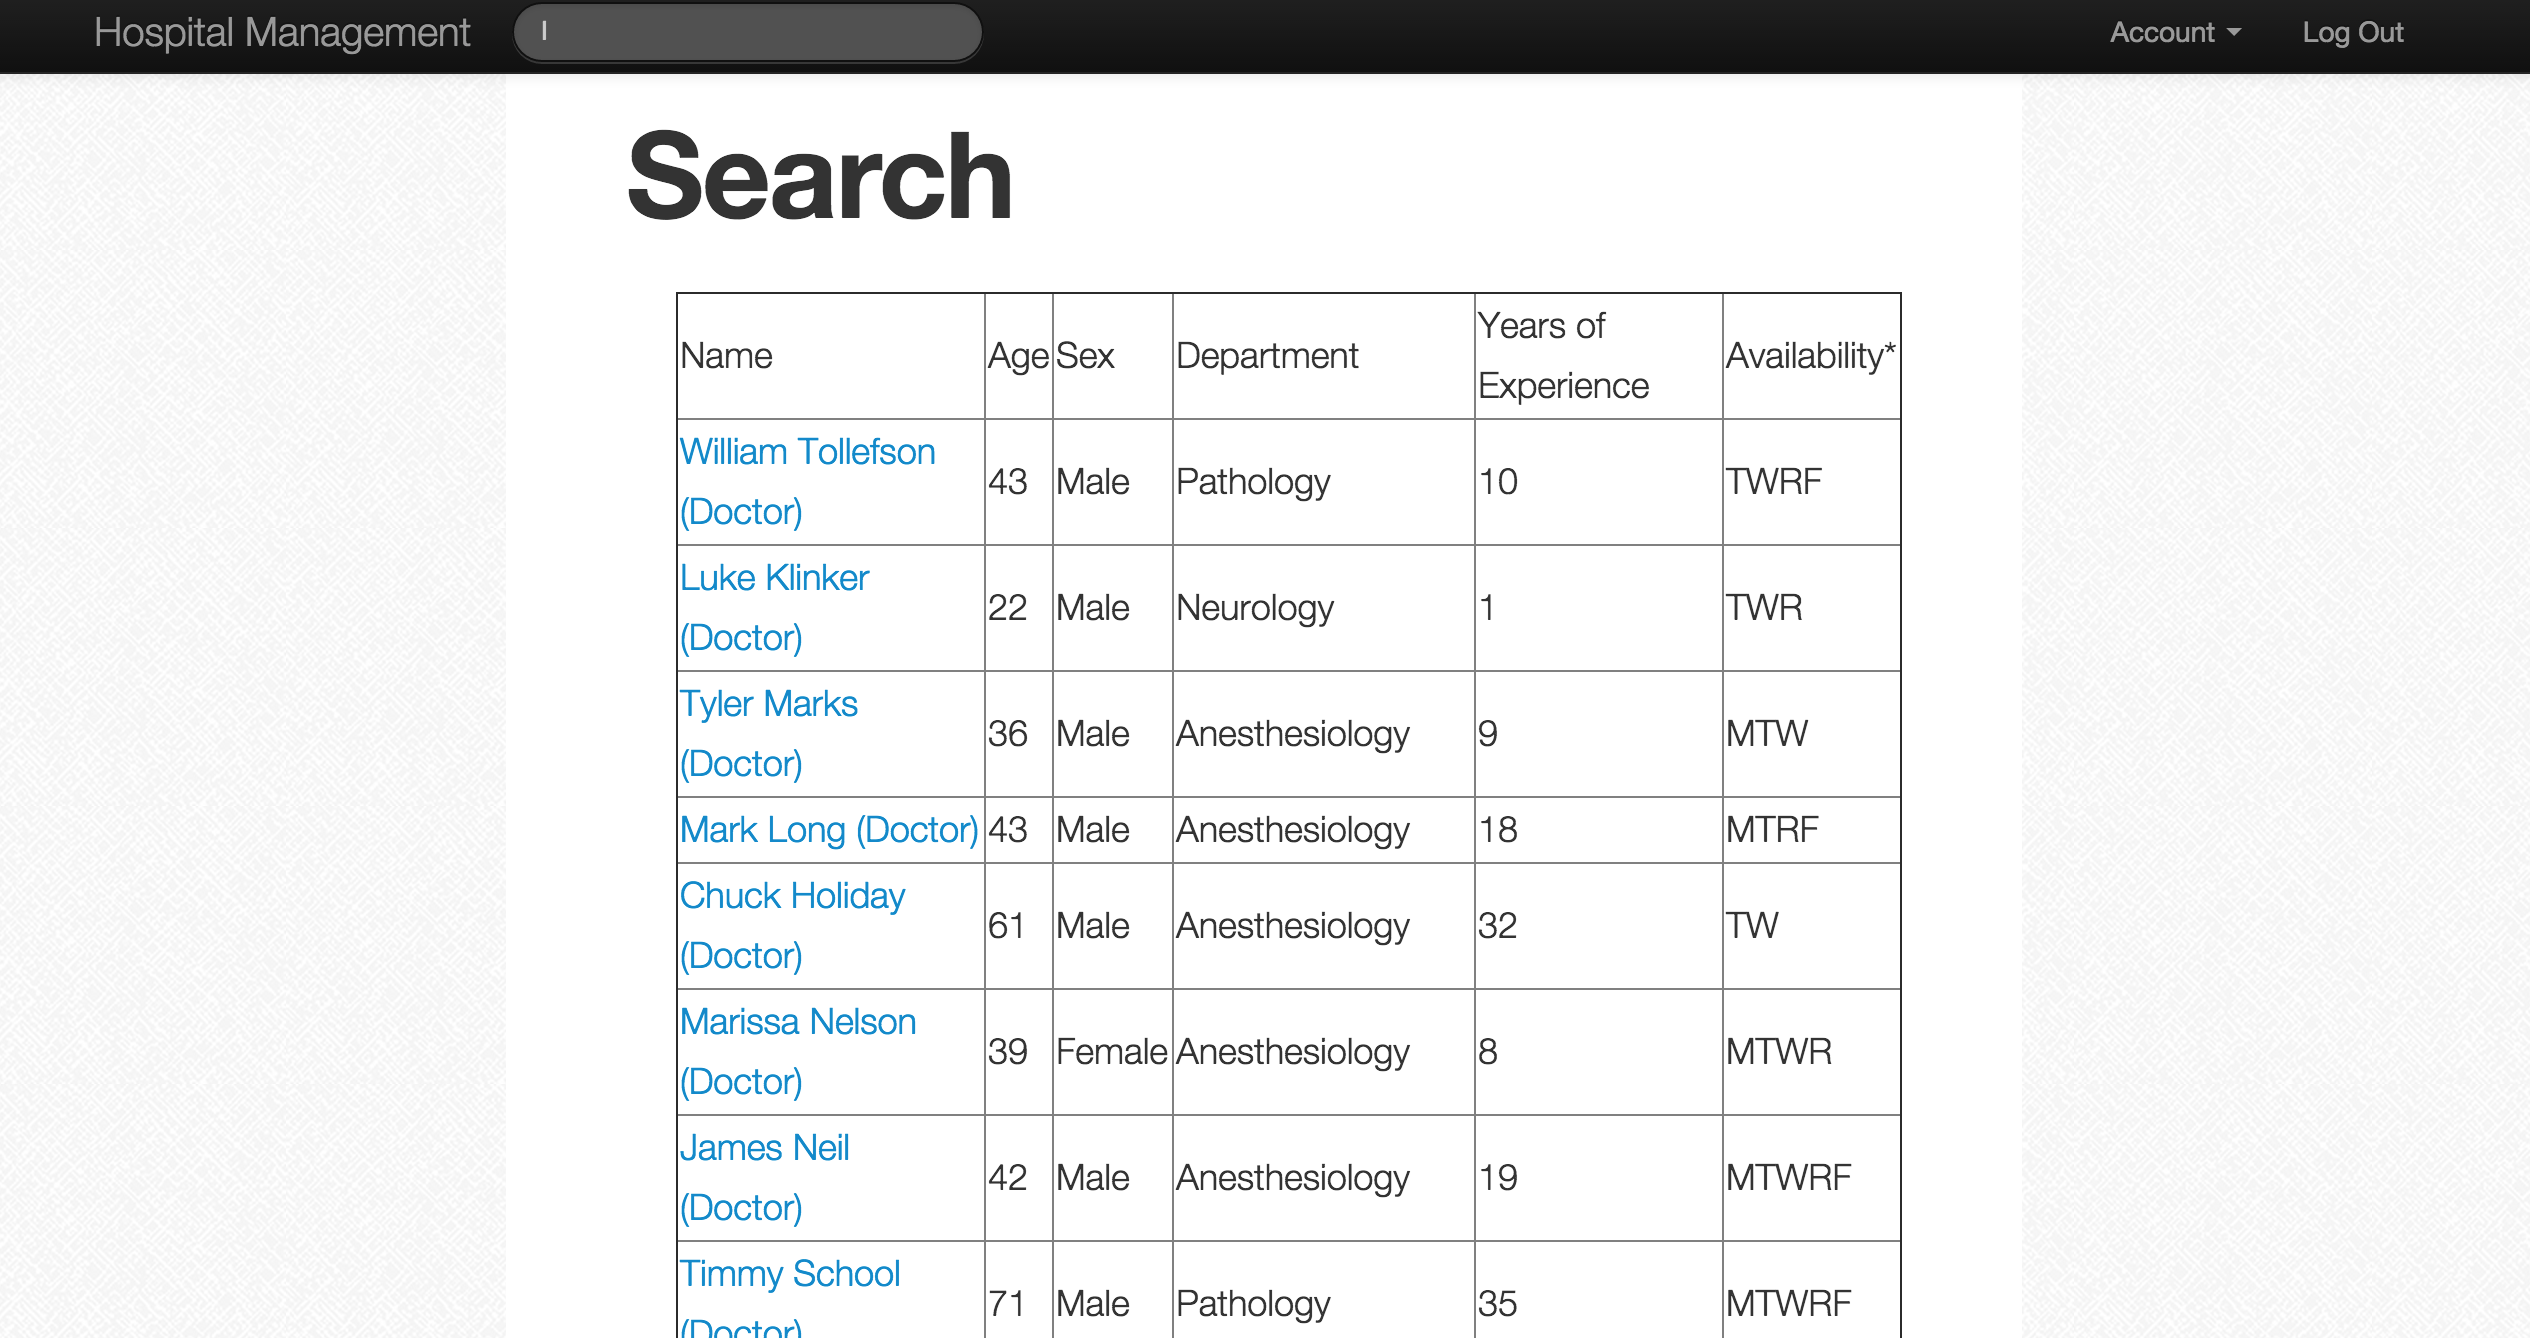 Hospital Management l Account Log Out
Search
Name Age Sex Department Years of Experience Availability*
William Tollefson (Doctor) 43 Male Pathology 10 TWRF
Luke Klinker (Doctor) 22 Male Neurology 1 TWR
Tyler Marks (Doctor) 36 Male Anesthesiology 9 MTW
Mark Long (Doctor) 43 Male Anesthesiology 18 MTRF
Chuck Holiday (Doctor) 61 Male Anesthesiology 32 TW
Marissa Nelson (Doctor) 39 Female Anesthesiology 8 MTWR
James Neil (Doctor) 42 Male Anesthesiology 19 MTWRF
Timmy School (Doctor) 71 Male Pathology 35 MTWRF